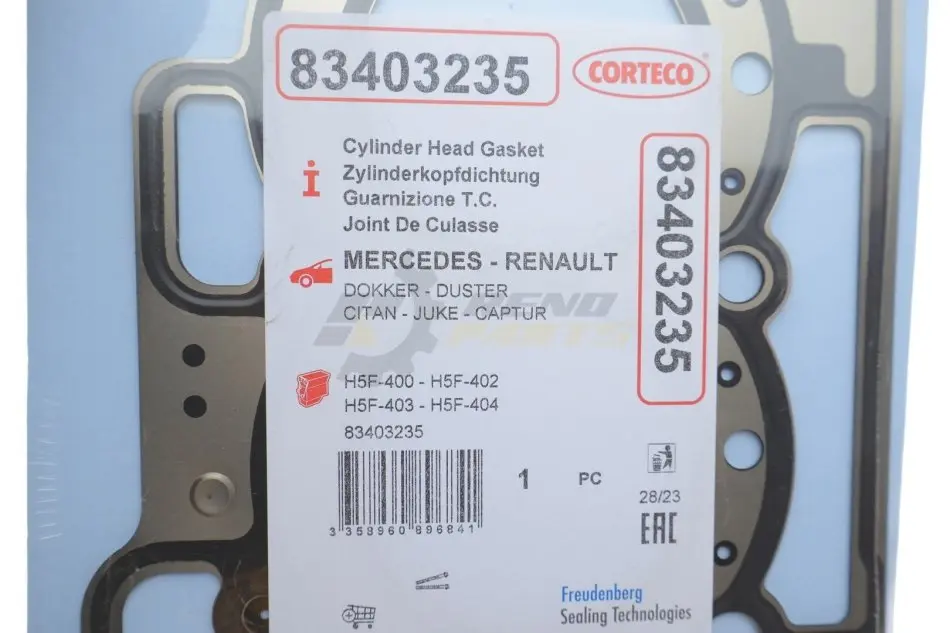 83403235
CORTECO
Cylinder Head Gasket
Zylinderkopfdichtung
Guarnizione T.C.
Joint De Culasse
83403235
MERCEDES - RENAULT
DOKKER - DUSTER
CITAN - JUKE - CAPTUR
RENO
PARTS
H5F-400 - H5F-402
H5F-403 - H5F-404
83403235
1 PC
28/23
3 358960 896841
EAC
Freudenberg
Sealing Technologies